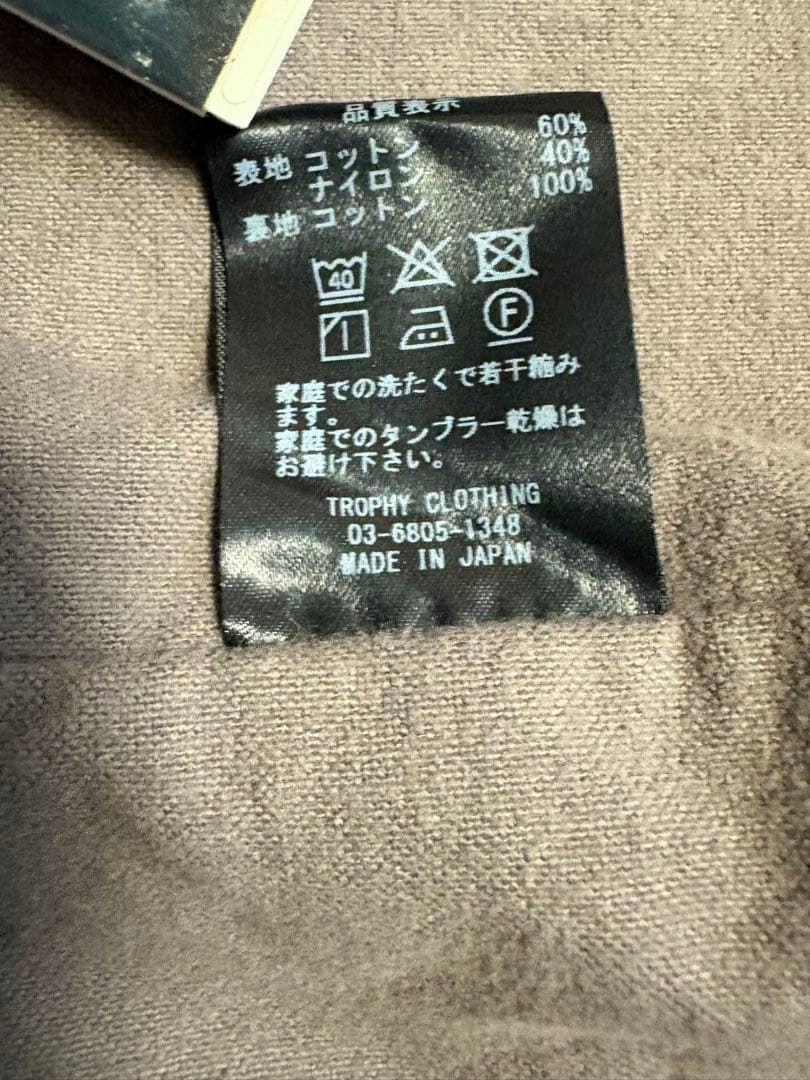 品質表示
表地 コットン 60%
ナイロン 40%
裏地 コットン 100%
40
F
家庭での洗たくで若干縮み
ます。
家庭でのタンブラー乾燥は
お避け下さい。
TROPHY CLOTHING
03-6805-1348
MADE IN JAPAN